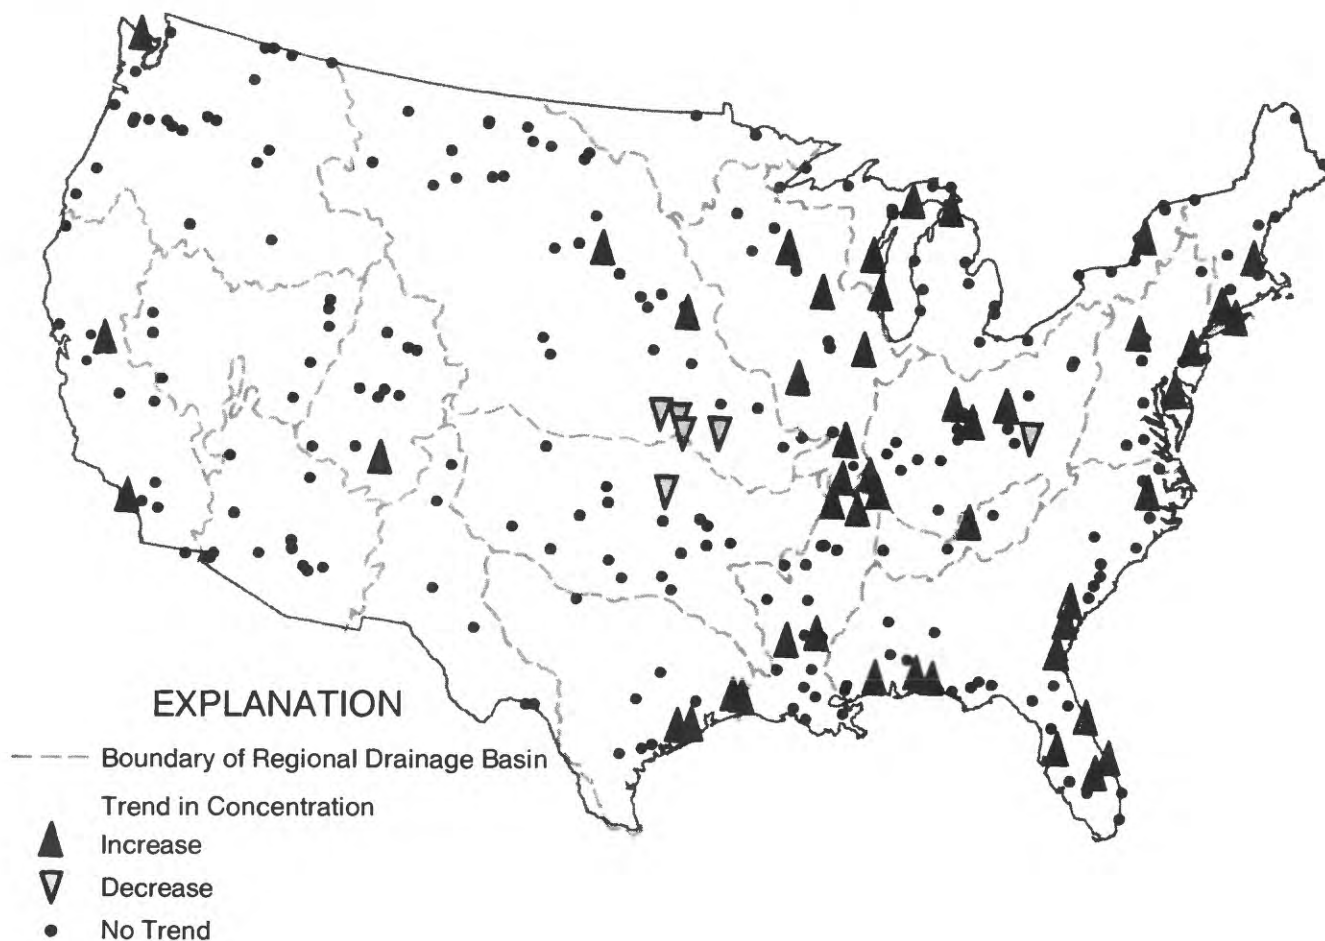 EXPLANATION
Boundary of Regional Drainage Basin
Trend in Concentration
Increase
Decrease
No Trend